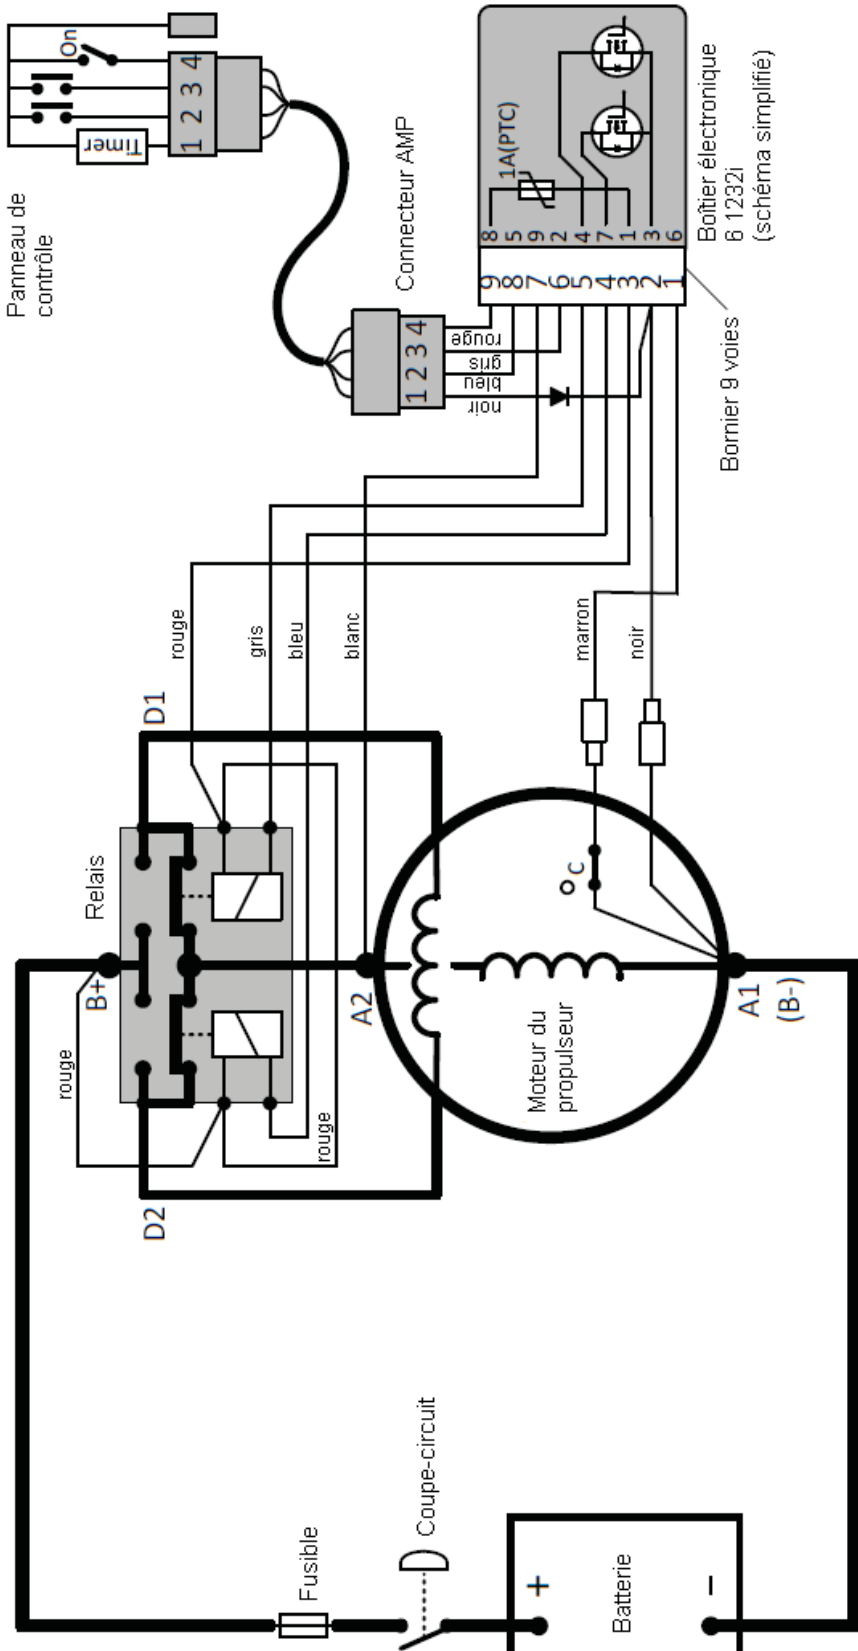 Panneau de
contrôle
On
Timer
1 2 3 4
Connecteur AMP
1 2 3 4
noir
bleu
gris
rouge
1A(PTC)
8
5
9
2
4
7
1
3
6
9
8
7
6
5
4
3
2
1
Boîtier électronique
6 1232i
(schéma simplifié)
Bornier 9 voies
rouge
gris
bleu
blanc
marron
noir
D1
Relais
B+
rouge
rouge
D2
A2
°C
Moteur du
propulseur
A1
(B-)
Fusible
Coupe-circuit
+
Batterie
-